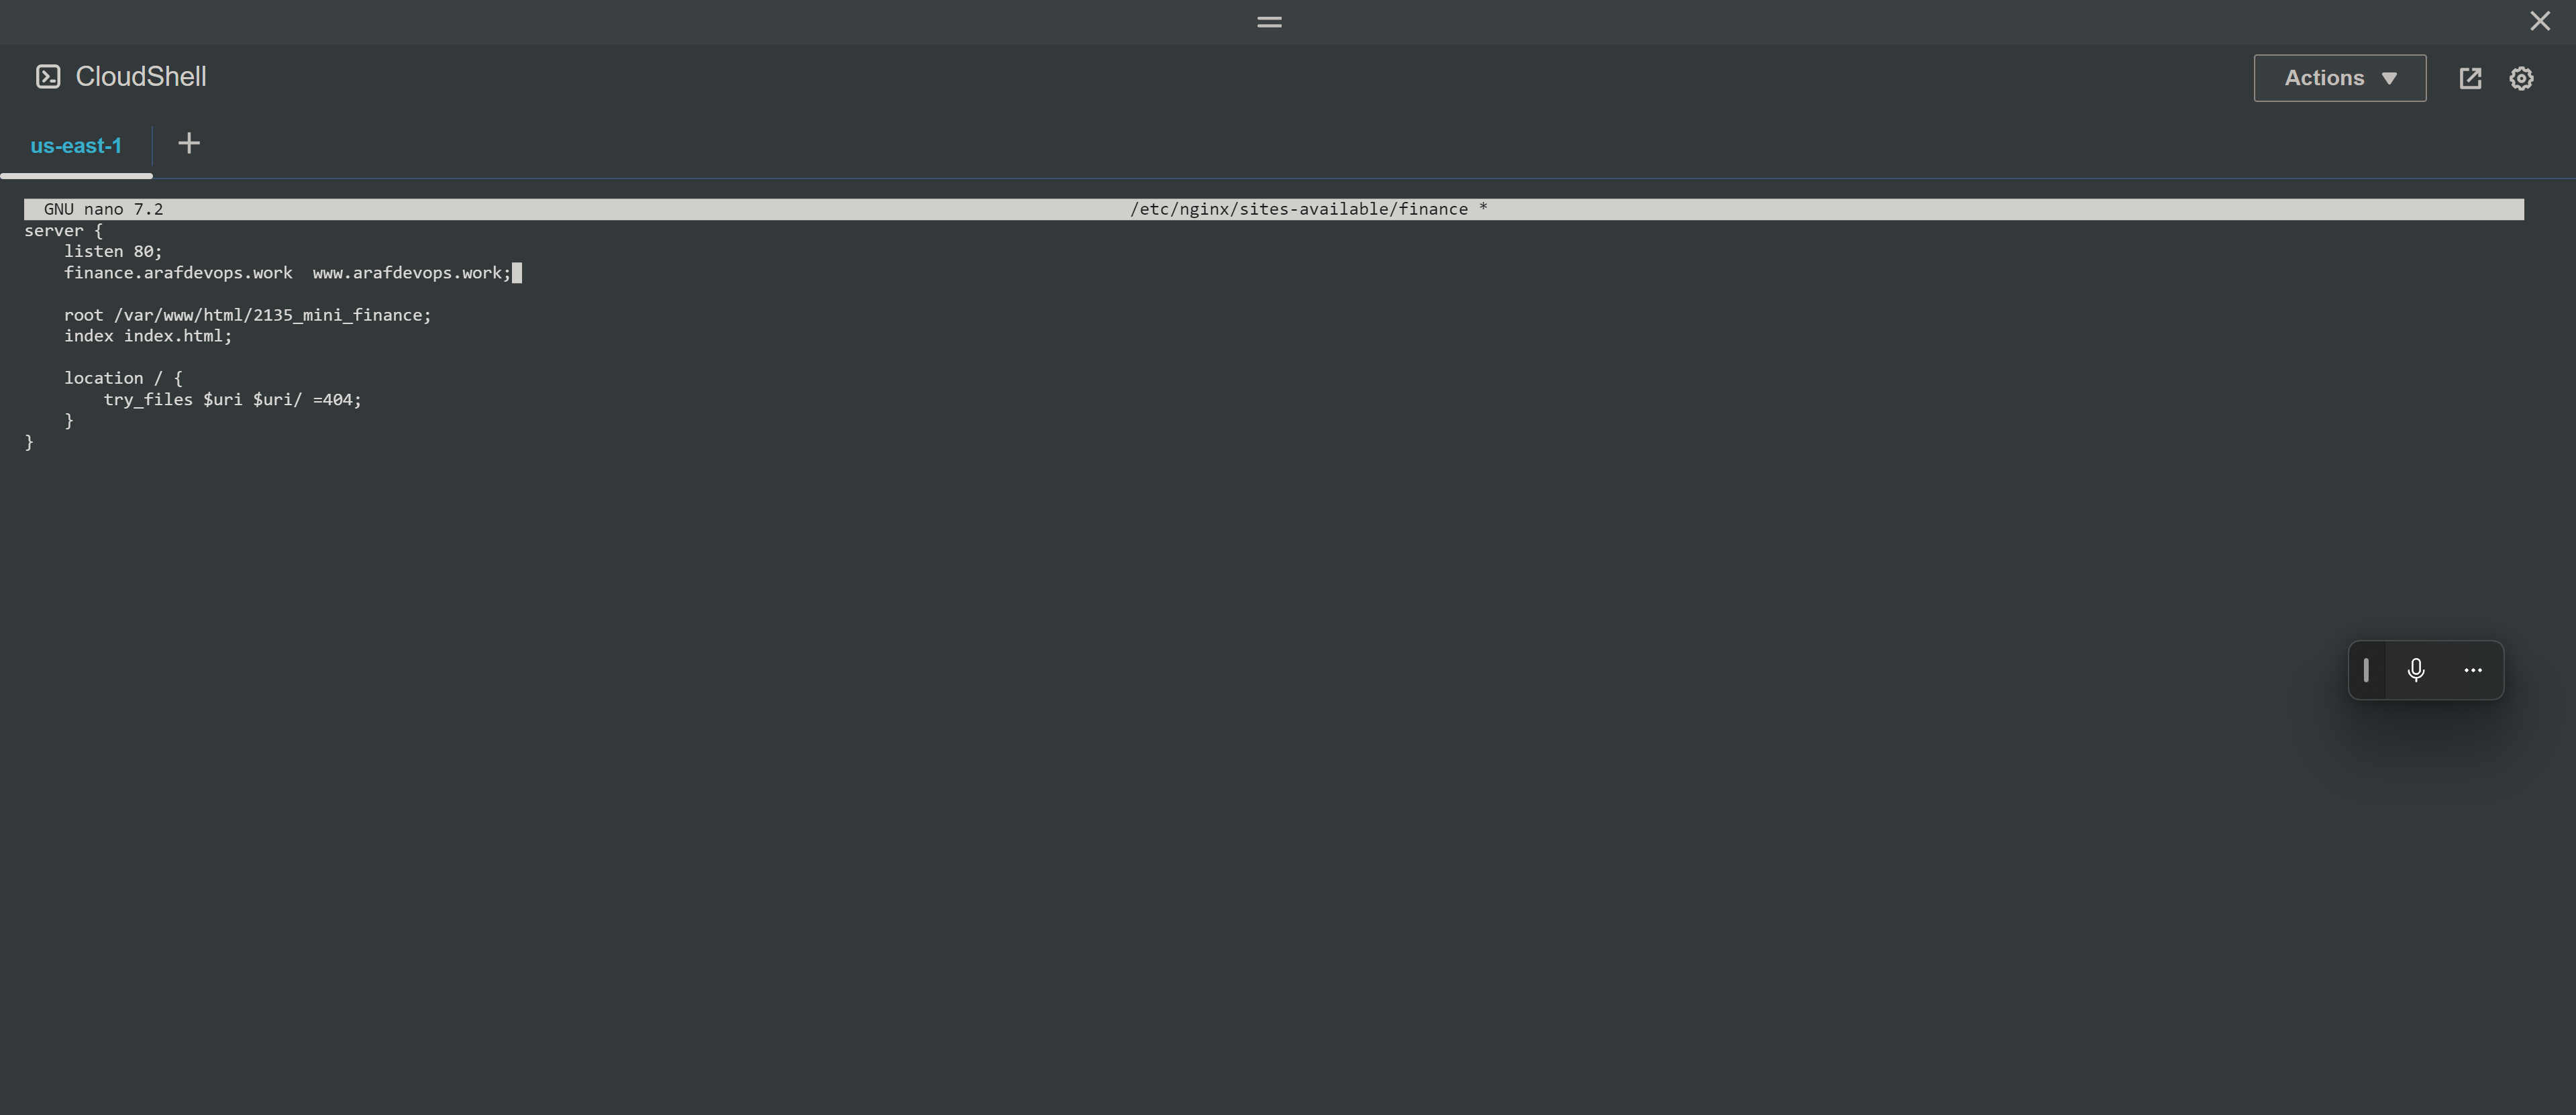 CloudShell
Actions
us-east-1
GNU nano 7.2 /etc/nginx/sites-available/finance *
server {
    listen 80;
    finance.arafdevops.work  www.arafdevops.work;

    root /var/www/html/2135_mini_finance;
    index index.html;

    location / {
        try_files $uri $uri/ =404;
    }
}